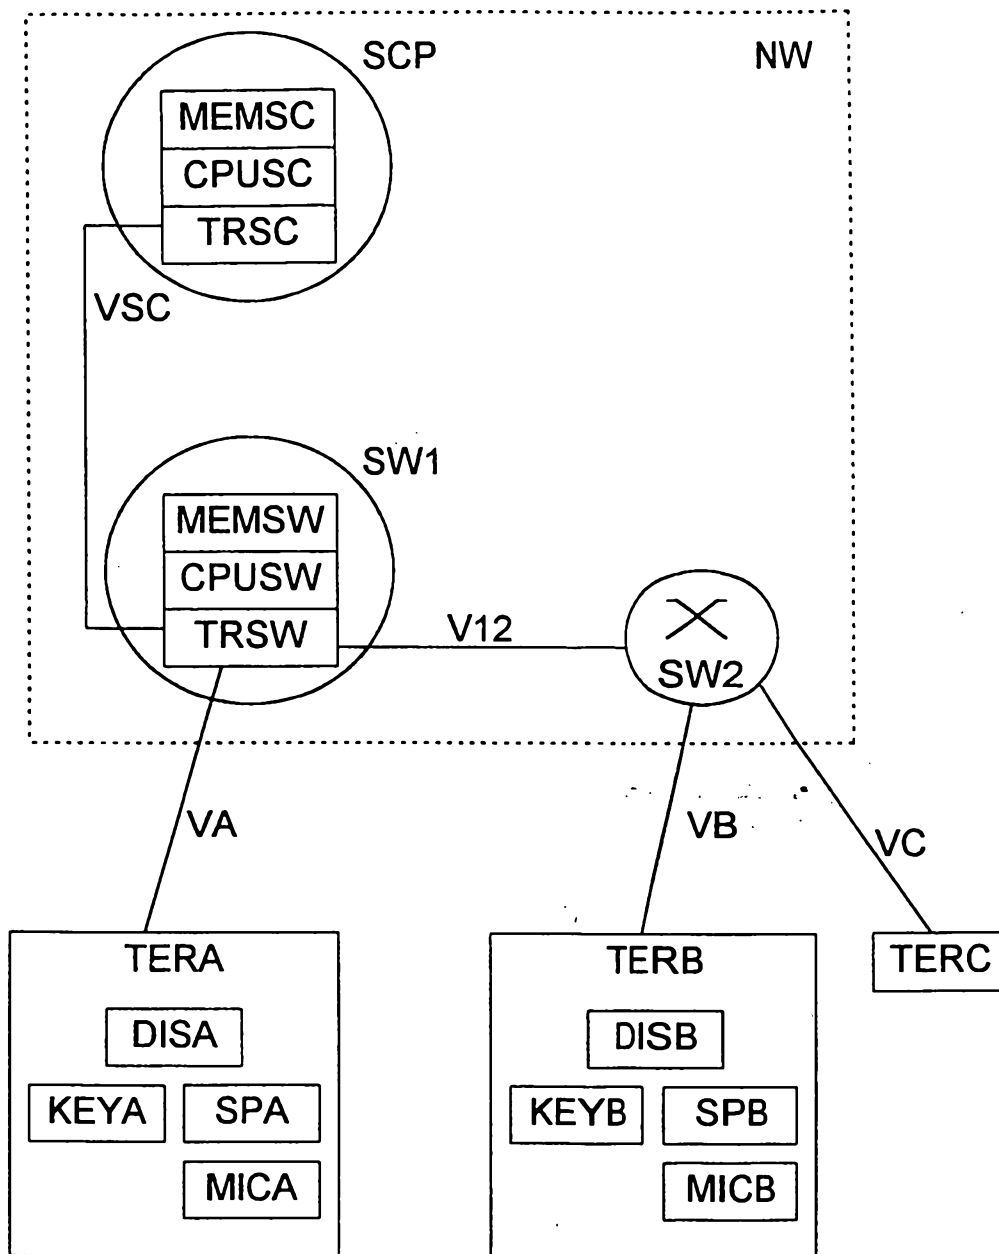 SCP
NW
MEMSC
CPUSC
TRSC
VSC
SW1
MEMSW
CPUSW
TRSW
V12
SW2
VA
VB
VC
TERA
TERB
TERC
DISA
DISB
KEYA
SPA
KEYB
SPB
MICA
MICB